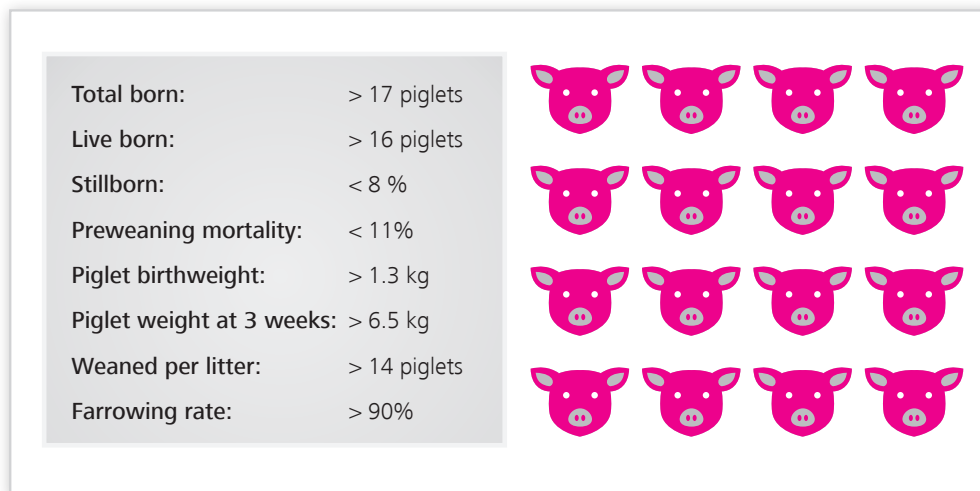 Total born: > 17 piglets
Live born: > 16 piglets
Stillborn: < 8 %
Preweaning mortality: < 11%
Piglet birthweight: > 1.3 kg
Piglet weight at 3 weeks: > 6.5 kg
Weaned per litter: > 14 piglets
Farrowing rate: > 90%